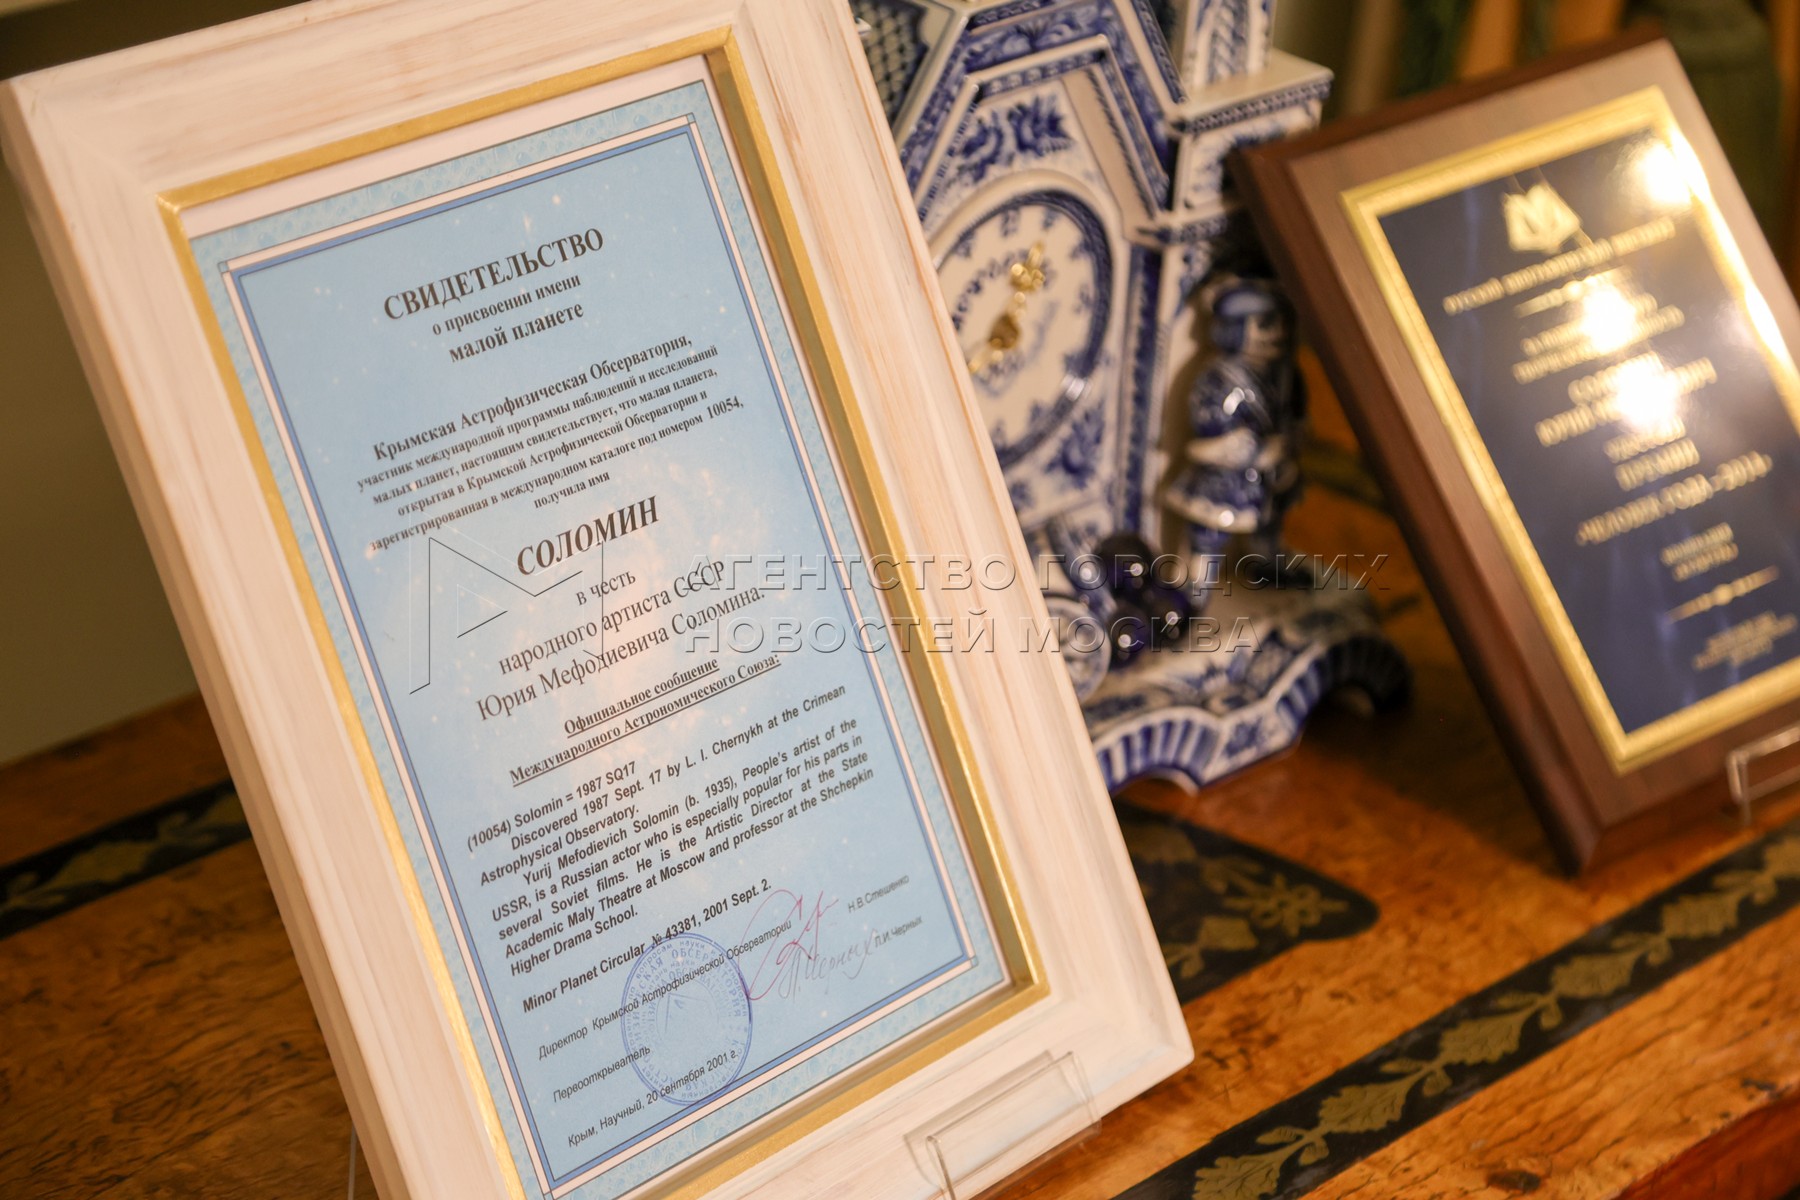 СВИДЕТЕЛЬСТВО
о присвоении имени
малой планете
Крымская Астрофизическая Обсерватория,
участник международной программы наблюдений и исследований
малых планет, настоящим свидетельствует, что малая планета,
открытая в Крымской Астрофизической Обсерватории и
зарегистрированная в международном каталоге под номером 10054,
получила имя
СОЛОМИН
в честь
народного артиста СССР
Юрия Мефодиевича Соломина.
Официальное сообщение
Международного Астрономического Союза:
(10054) Solomin = 1987 SQ17
Discovered 1987 Sept. 17 by L. I. Chernykh at the Crimean
Astrophysical Observatory.
Yurij Mefodievich Solomin (b. 1935), People's artist of the
USSR, is a Russian actor who is especially popular for his parts in
several Soviet films. He is the Artistic Director at the State
Academic Maly Theatre at Moscow and professor at the Shchepkin
Higher Drama School.
Minor Planet Circular № 43381, 2001 Sept. 2.
Директор Крымской Астрофизической Обсерватории Н.В.Стешенко
Первооткрыватель Черных
Крым, Научный, 20 сентября 2001 г.
АГЕНТСТВО ГОРОДСКИХ
НОВОСТЕЙ МОСКВА
ПРЕМИИ
«ЧЕЛОВЕК ГОДА – 2011»